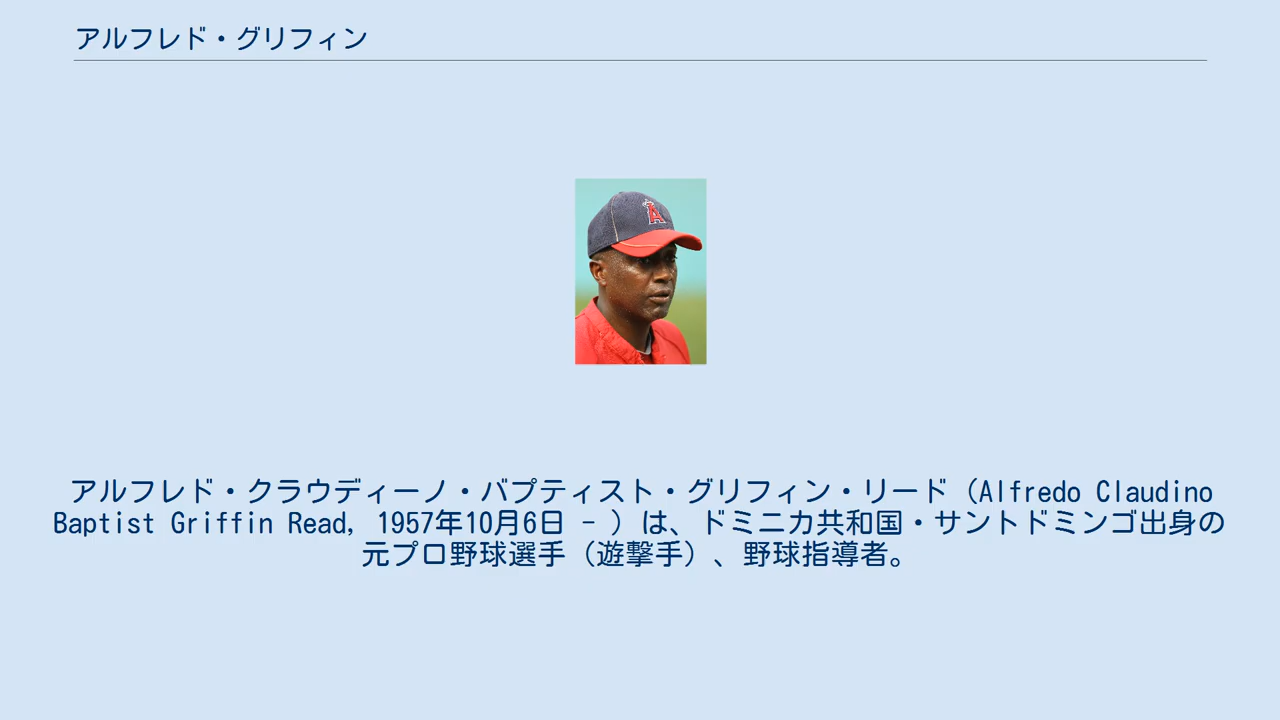 アルフレド・グリフィン
A
アルフレド・クラウディーノ・バプティスト・グリフィン・リード（Alfredo Claudino
Baptist Griffin Read, 1957年10月6日 - ）は、ドミニカ共和国・サントドミンゴ出身の
元プロ野球選手（遊撃手）、野球指導者。